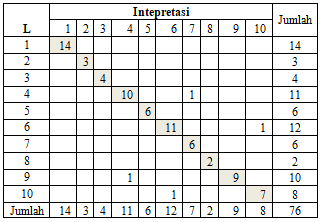 L Intepretasi Jumlah
1 2 3 4 5 6 7 8 9 10
1 14 14
2 3 3
3 4 4
4 10 1 11
5 6 6
6 11 1 12
7 6 6
8 2 2
9 1 9 10
10 1 7 8
Jumlah 14 3 4 11 6 12 7 2 9 8 76